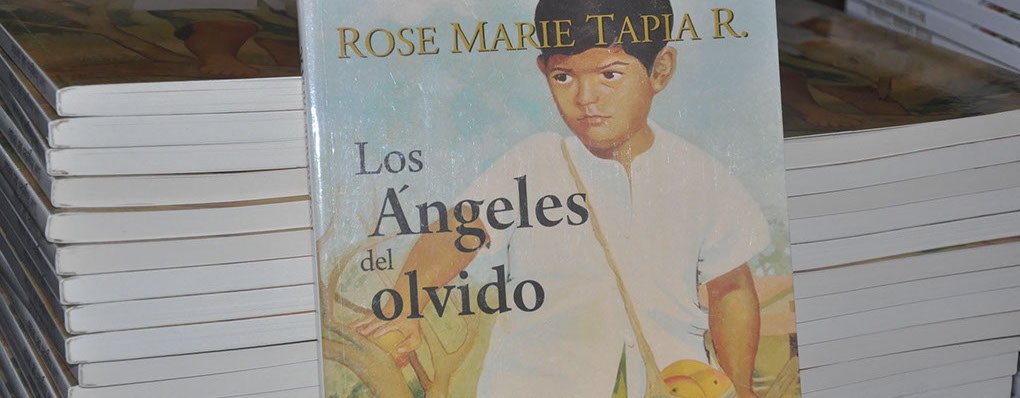 ROSE MARIE TAPIA R.
Los
Ángeles
del
olvido